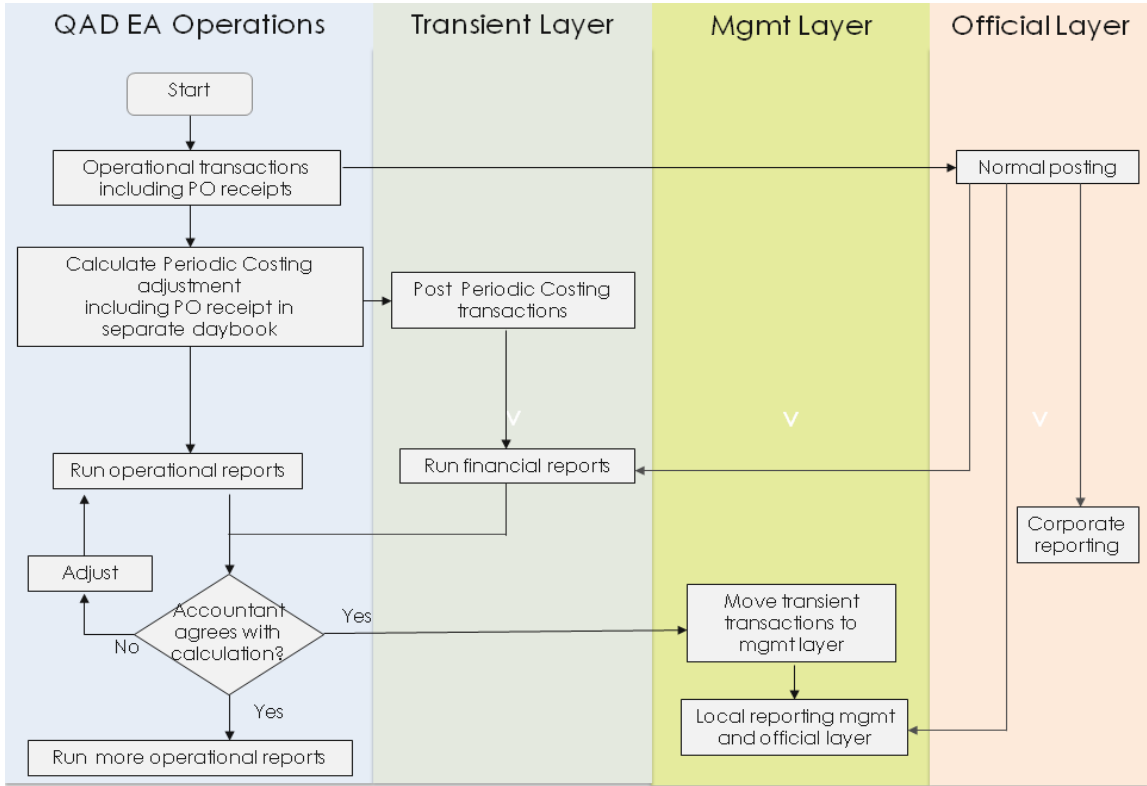 QAD EA Operations
Transient Layer
Mgmt Layer
Official Layer
Start
Operational transactions
including PO receipts
Normal posting
Calculate Periodic Costing
adjustment
including PO receipt in
separate daybook
Post Periodic Costing
transactions
v
v
v
Run operational reports
Run financial reports
Corporate
reporting
Adjust
Accountant
agrees with
calculation?
No
Yes
Move transient
transactions to
mgmt layer
Yes
Local reporting mgmt
and official layer
Run more operational reports